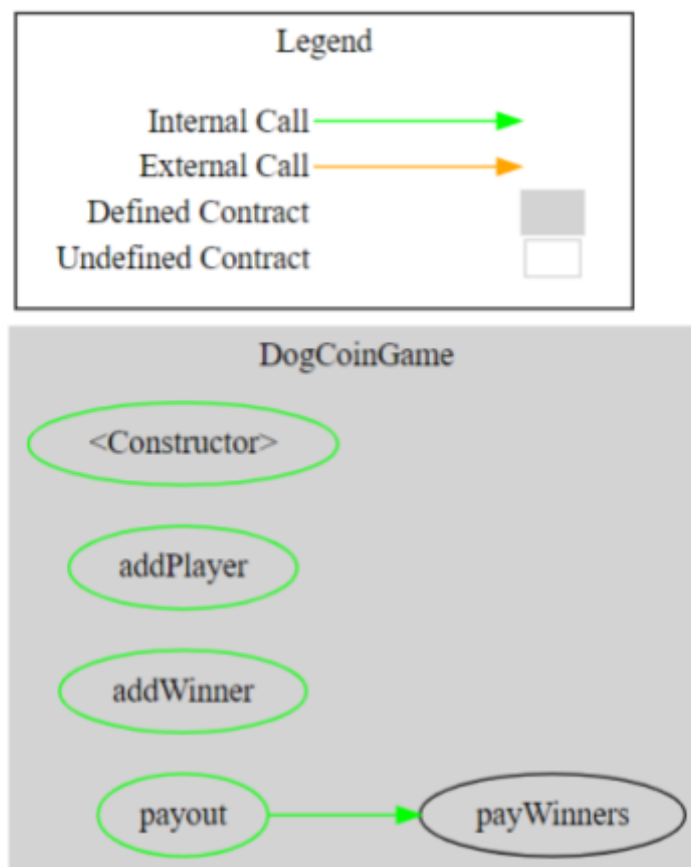 Legend
Internal Call
External Call
Defined Contract
Undefined Contract
DogCoinGame
<Constructor>
addPlayer
addWinner
payout
payWinners